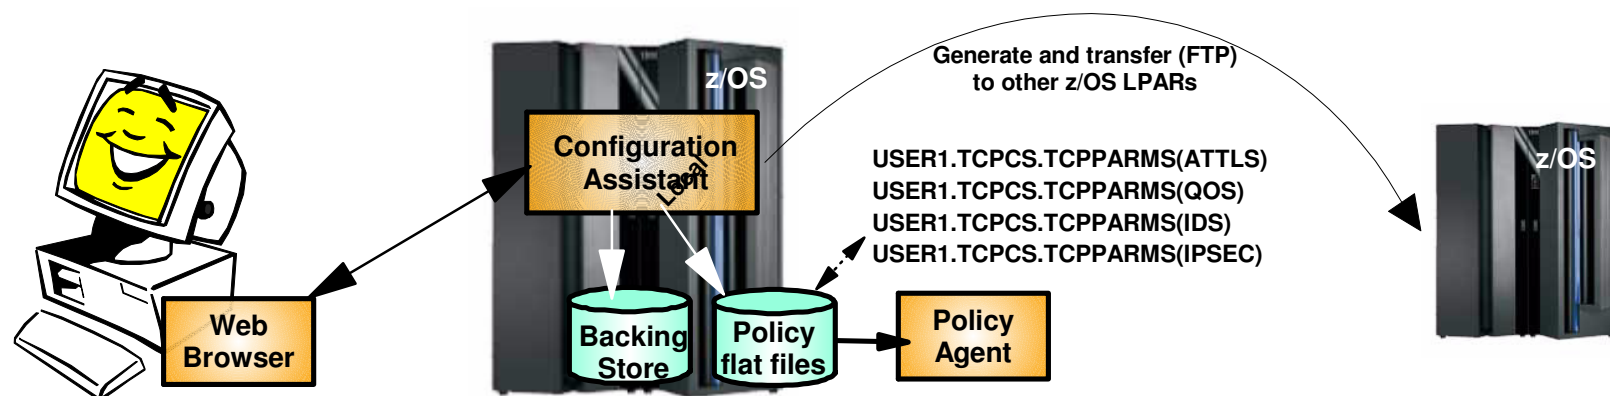 Generate and transfer (FTP)
to other z/OS LPARs
z/OS
z/OS
Configuration
Assistant
Local
USER1.TCPCS.TCPPARMS(ATTLS)
USER1.TCPCS.TCPPARMS(QOS)
USER1.TCPCS.TCPPARMS(IDS)
USER1.TCPCS.TCPPARMS(IPSEC)
Web
Browser
Backing
Store
Policy
flat files
Policy
Agent